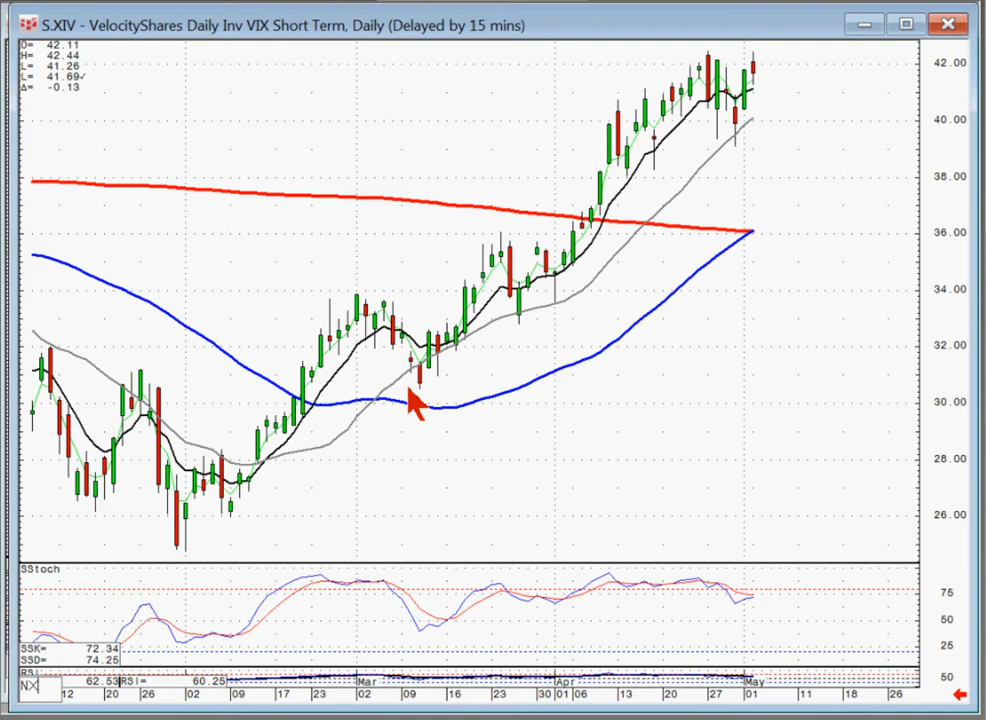 S.XIV - VelocityShares Daily Inv VIX Short Term, Daily (Delayed by 15 mins)
O= 42.11
H= 42.44
L= 41.26
L= 41.69✓
Δ= -0.13
42.00
40.00
38.00
36.00
34.00
32.00
30.00
28.00
26.00
SStoch
75
50
25
SSK= 72.34
SSD= 74.25
RSI
NX
62.53 RSI= 60.25
50
12 20 26 09 17 23 02 09 16 24 30 01 06 13 20 27 01 11 18 26
Mar Apr May